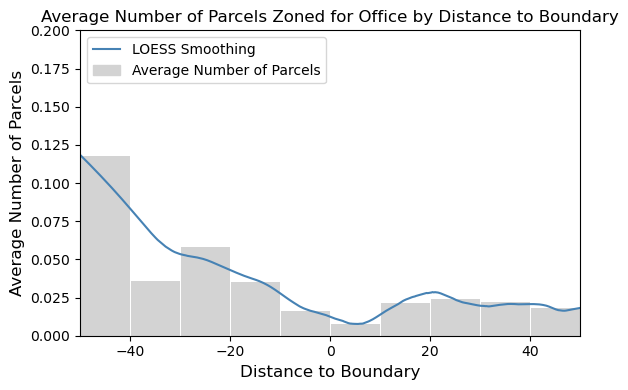 Average Number of Parcels Zoned for Office by Distance to Boundary
LOESS Smoothing
Average Number of Parcels
Average Number of Parcels
0.200
0.175
0.150
0.125
0.100
0.075
0.050
0.025
0.000
−40
−20
0
20
40
Distance to Boundary